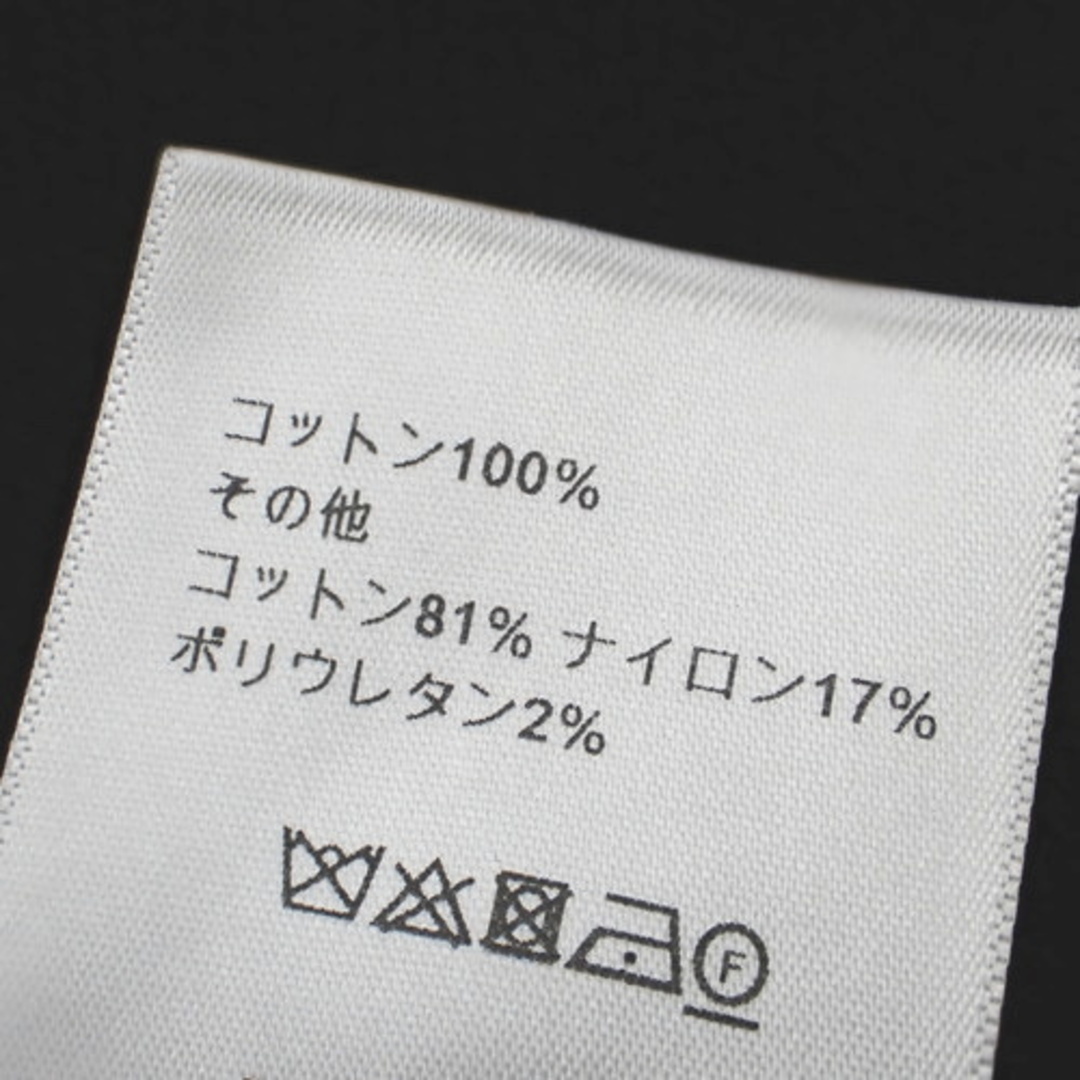 コットン100%
その他
コットン81% ナイロン17%
ポリウレタン2%
F